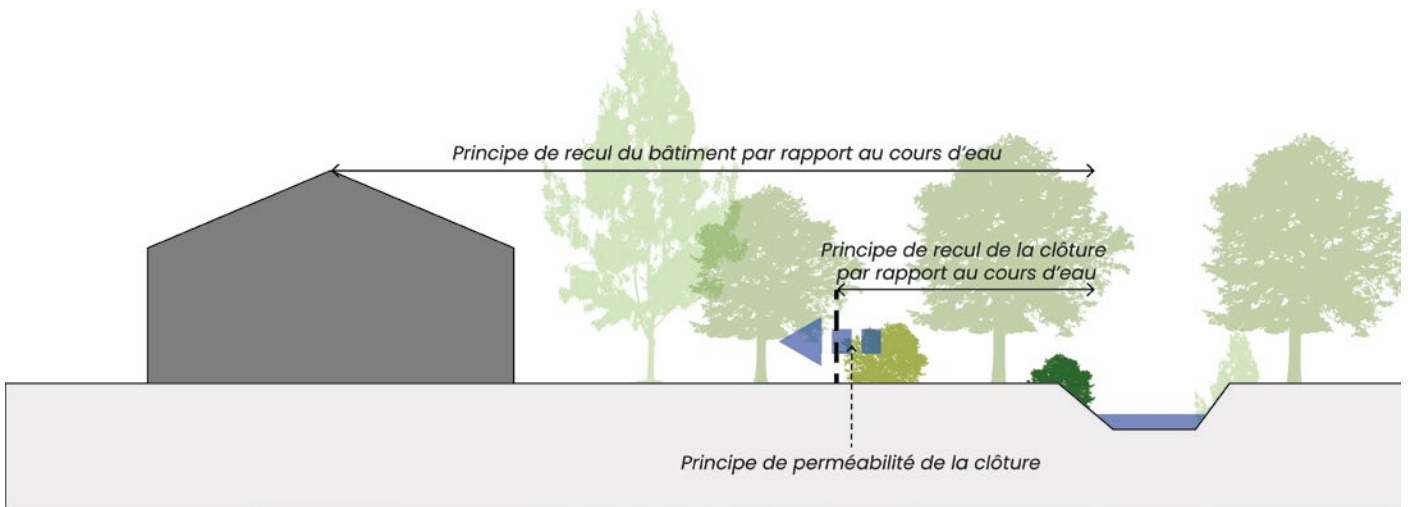 Principe de recul du bâtiment par rapport au cours d'eau
Principe de recul de la clôture
par rapport au cours d'eau
Principe de perméabilité de la clôture